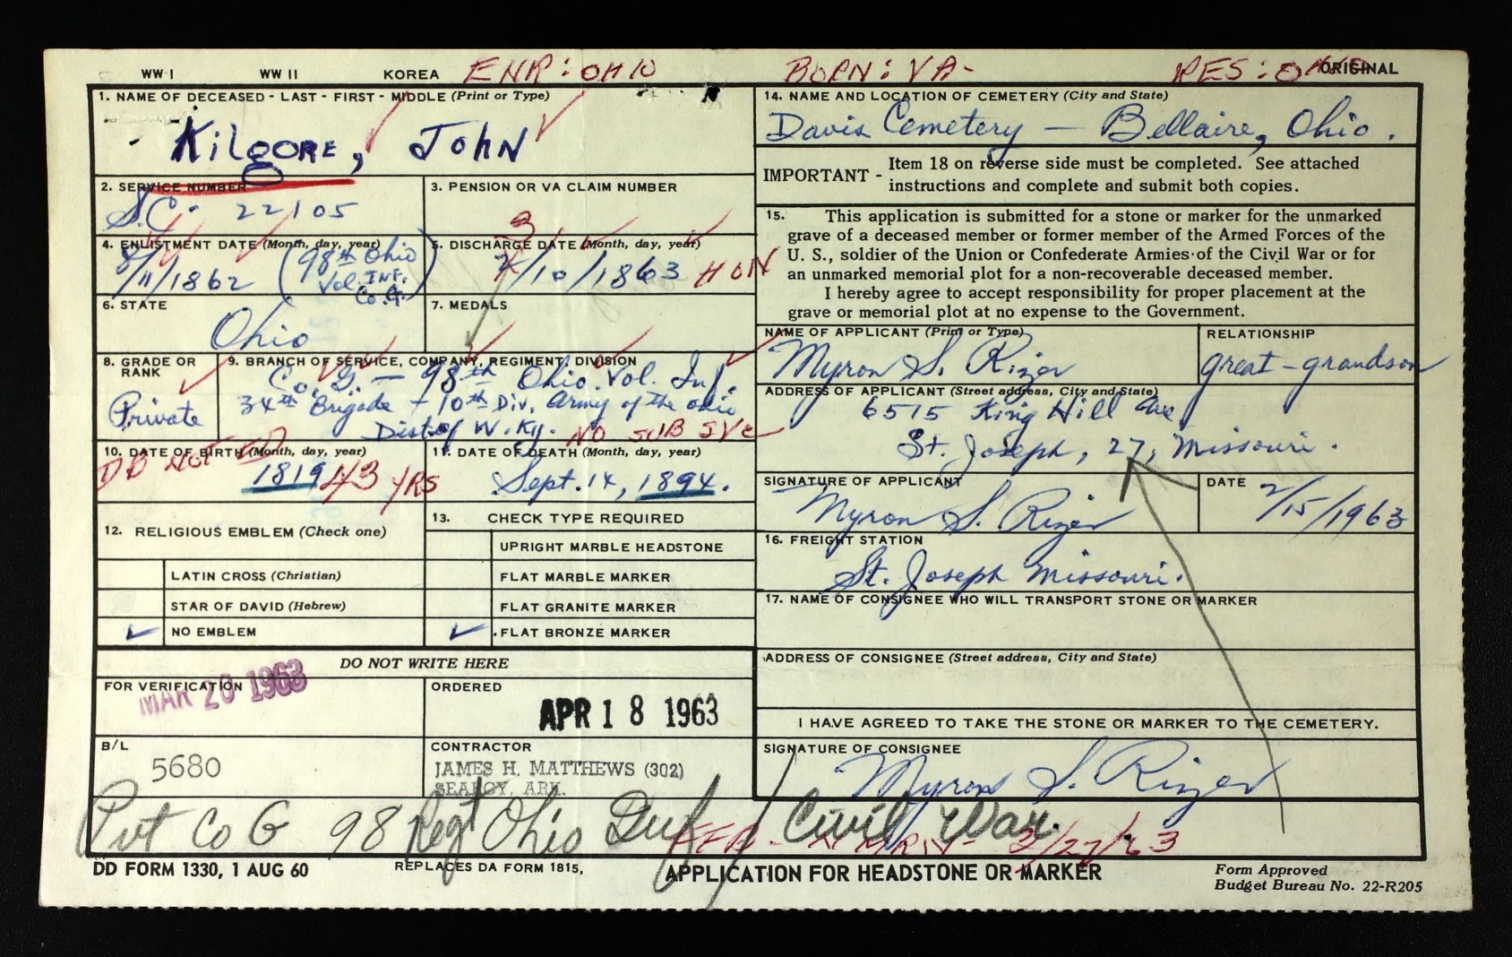 WW I WW II KOREA ENR: OHIO BORN: VA- RES: OHIO ORIGINAL
1. NAME OF DECEASED - LAST - FIRST - MIDDLE (Print or Type)
Kilgore, John
2. SERVICE NUMBER
S.C. 22105
3. PENSION OR VA CLAIM NUMBER
4. ENLISTMENT DATE (Month, day, year)
8/11/1862 (98th Ohio Vol. Inf. Co. G.)
5. DISCHARGE DATE (Month, day, year)
3
/10/1863 HON
6. STATE
Ohio
7. MEDALS
8. GRADE OR RANK
Private
9. BRANCH OF SERVICE, COMPANY, REGIMENT, DIVISION
Co. G. — 98th Ohio Vol. Inf.
34th Brigade - 10th Div. Army of the Ohio
Dist. of W. Ky. NO SUB SVC
10. DATE OF BIRTH (Month, day, year)
DB NOTED
1819 43 YRS
11. DATE OF DEATH (Month, day, year)
Sept. 14, 1894.
12. RELIGIOUS EMBLEM (Check one)
LATIN CROSS (Christian)
STAR OF DAVID (Hebrew)
✓ NO EMBLEM
13. CHECK TYPE REQUIRED
UPRIGHT MARBLE HEADSTONE
FLAT MARBLE MARKER
FLAT GRANITE MARKER
✓ FLAT BRONZE MARKER
DO NOT WRITE HERE
FOR VERIFICATION
MAR 20 1963
ORDERED
APR 18 1963
B/L
5680
CONTRACTOR
JAMES H. MATTHEWS (302)
SEARCY, ARK.
14. NAME AND LOCATION OF CEMETERY (City and State)
Davis Cemetery — Bellaire, Ohio.
IMPORTANT - Item 18 on reverse side must be completed. See attached
instructions and complete and submit both copies.
15. This application is submitted for a stone or marker for the unmarked
grave of a deceased member or former member of the Armed Forces of the
U. S., soldier of the Union or Confederate Armies of the Civil War or for
an unmarked memorial plot for a non-recoverable deceased member.
I hereby agree to accept responsibility for proper placement at the
grave or memorial plot at no expense to the Government.
NAME OF APPLICANT (Print or Type)
Myron S. Rizer
RELATIONSHIP
great-grandson
ADDRESS OF APPLICANT (Street address, City and State)
6515 King Hill Ave
St. Joseph, 27, Missouri.
SIGNATURE OF APPLICANT
Myron S. Rizer
DATE
2/15/1963
16. FREIGHT STATION
St. Joseph Missouri.
17. NAME OF CONSIGNEE WHO WILL TRANSPORT STONE OR MARKER
ADDRESS OF CONSIGNEE (Street address, City and State)
I HAVE AGREED TO TAKE THE STONE OR MARKER TO THE CEMETERY.
SIGNATURE OF CONSIGNEE
Myron S. Rizer
Pvt Co G 98 Regt Ohio Inf / Civil War.
2/27/63
DD FORM 1330, 1 AUG 60 REPLACES DA FORM 1815, APPLICATION FOR HEADSTONE OR MARKER
Form Approved
Budget Bureau No. 22-R205